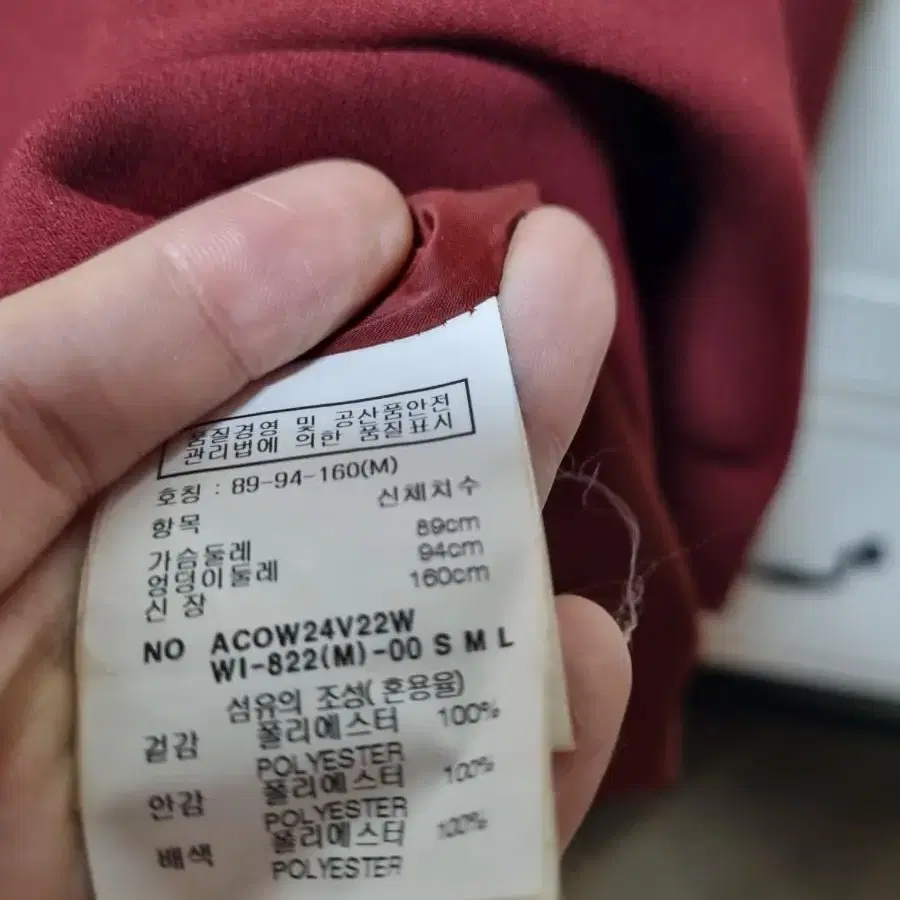 품질경영 및 공산품안전
관리법에 의한 품질표시
호칭 : 89-94-160(M)
항목 신체치수
가슴둘레 89cm
엉덩이둘레 94cm
신 장 160cm
NO ACOW24V22W
WI-822(M)-00 S M L
섬유의 조성(혼용율)
겉감 폴리에스터 100%
POLYESTER
안감 폴리에스터 100%
POLYESTER
배색 폴리에스터 100%
POLYESTER